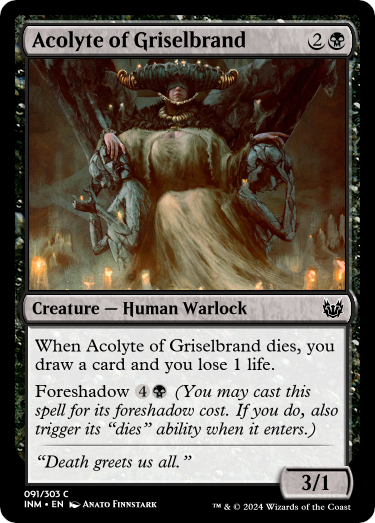 Acolyte of Griselbrand 2
Creature — Human Warlock
When Acolyte of Griselbrand dies, you
draw a card and you lose 1 life.
Foreshadow 4 (You may cast this
spell for its foreshadow cost. If you do, also
trigger its “dies” ability when it enters.)
“Death greets us all.”
3/1
091/303 C
INM • EN Anato Finnstark
™ & © 2024 Wizards of the Coast